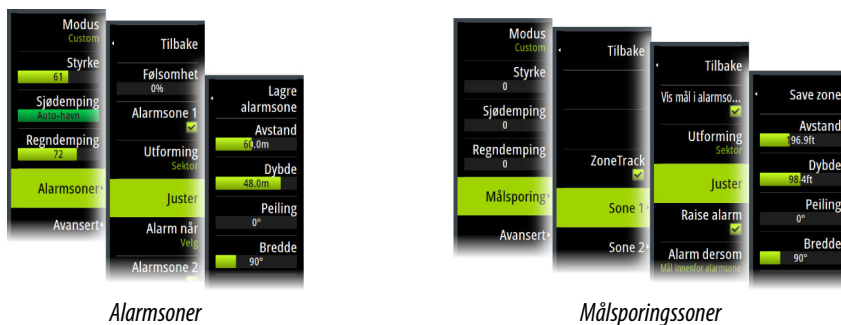 Modus
Custom
Styrke
61
Sjødemping
Auto-havn
Regndemping
72
Alarmsoner
Avansert
Tilbake
Følsomhet
0%
Alarmsone 1
Utforming
Sektor
Juster
Alarm når
Velg
Alarmsone 2
Lagre
alarmsone
Avstand
60.0m
Dybde
48.0m
Peiling
0°
Bredde
90°
Alarmsoner
Modus
Custom
Styrke
0
Sjødemping
0
Regndemping
0
Målsporing
Avansert
Tilbake
ZoneTrack
Sone 1
Sone 2
Tilbake
Vis mål i alarmso...
Utforming
Sektor
Juster
Raise alarm
Alarm dersom
Mål innenfor alarmsone
Save zone
Avstand
196.9ft
Dybde
98.4ft
Peiling
0°
Bredde
90°
Målsporingssoner